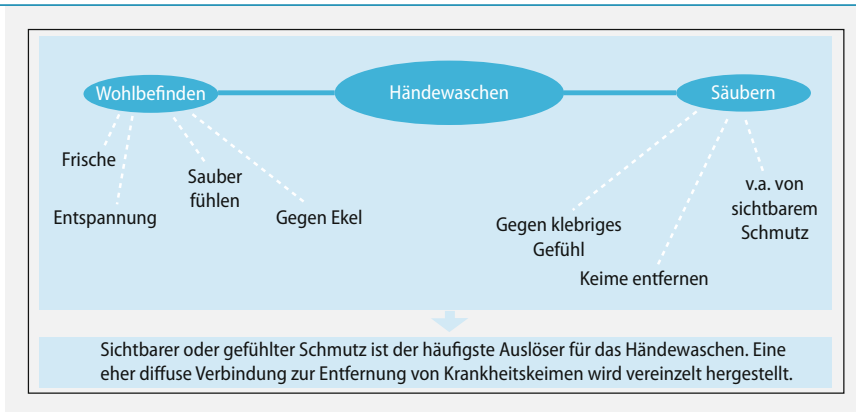 Wohlbefinden
Händewaschen
Säubern
Frische
Entspannung
Sauber
fühlen
Gegen Ekel
Gegen klebriges
Gefühl
Keime entfernen
v.a. von
sichtbarem
Schmutz
Sichtbarer oder gefühlter Schmutz ist der häufigste Auslöser für das Händewaschen. Eine
eher diffuse Verbindung zur Entfernung von Krankheitskeimen wird vereinzelt hergestellt.